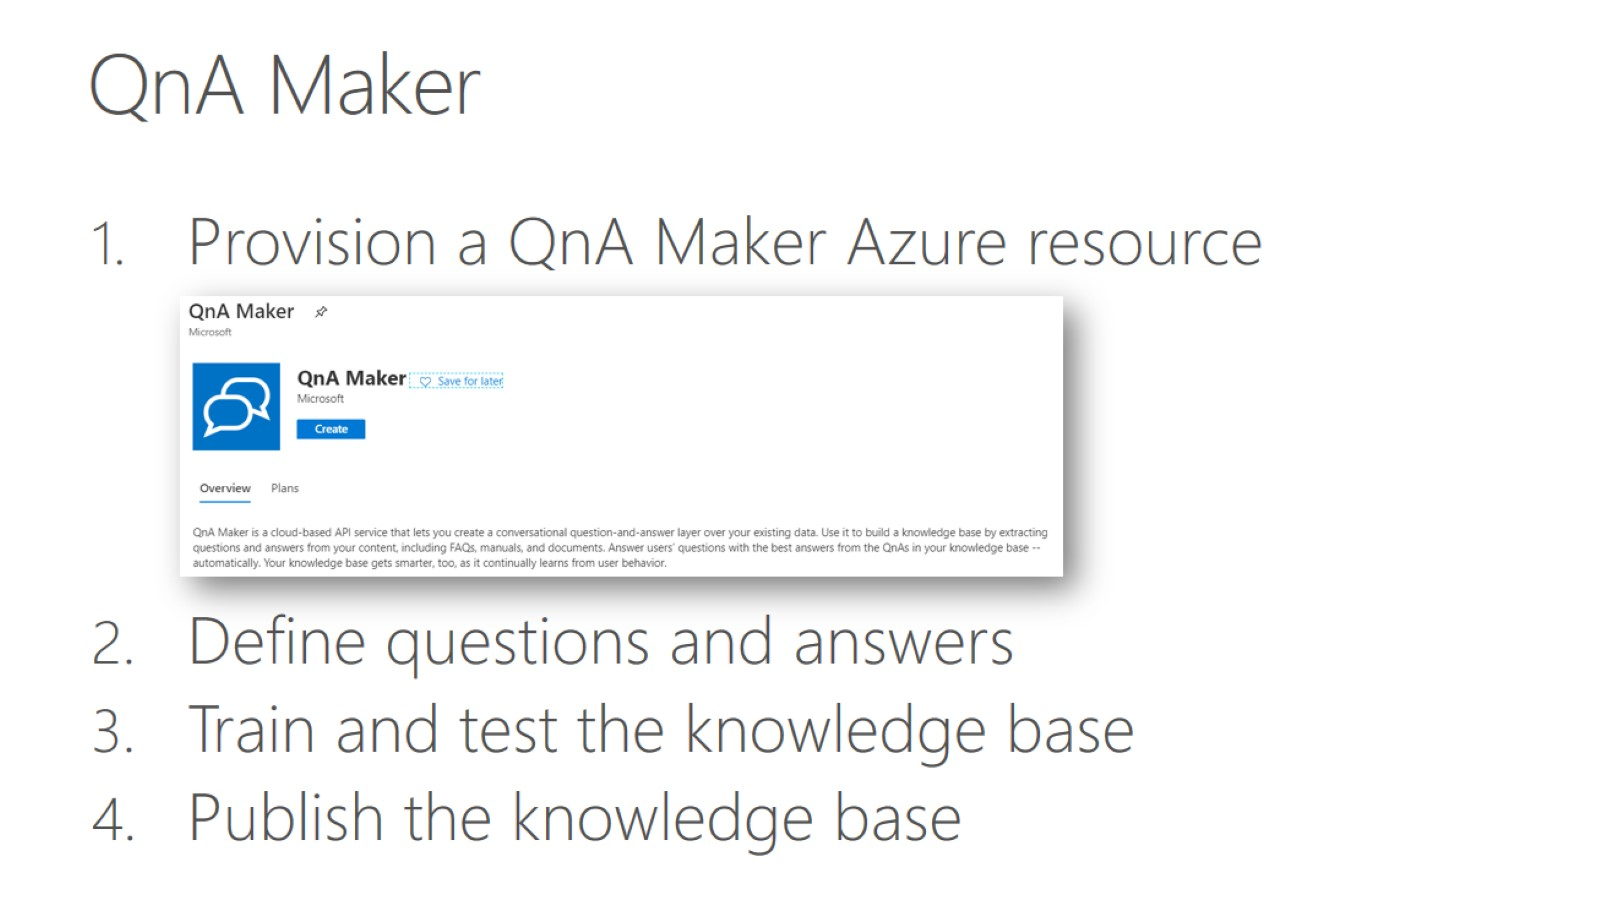 QnA Maker
1. Provision a QnA Maker Azure resource
QnA Maker
Microsoft
QnA Maker Save for later
Microsoft
Create
Overview Plans
QnA Maker is a cloud-based API service that lets you create a conversational question-and-answer layer over your existing data. Use it to build a knowledge base by extracting
questions and answers from your content, including FAQs, manuals, and documents. Answer users' questions with the best answers from the QnAs in your knowledge base --
automatically. Your knowledge base gets smarter, too, as it continually learns from user behavior.
2. Define questions and answers
3. Train and test the knowledge base
4. Publish the knowledge base